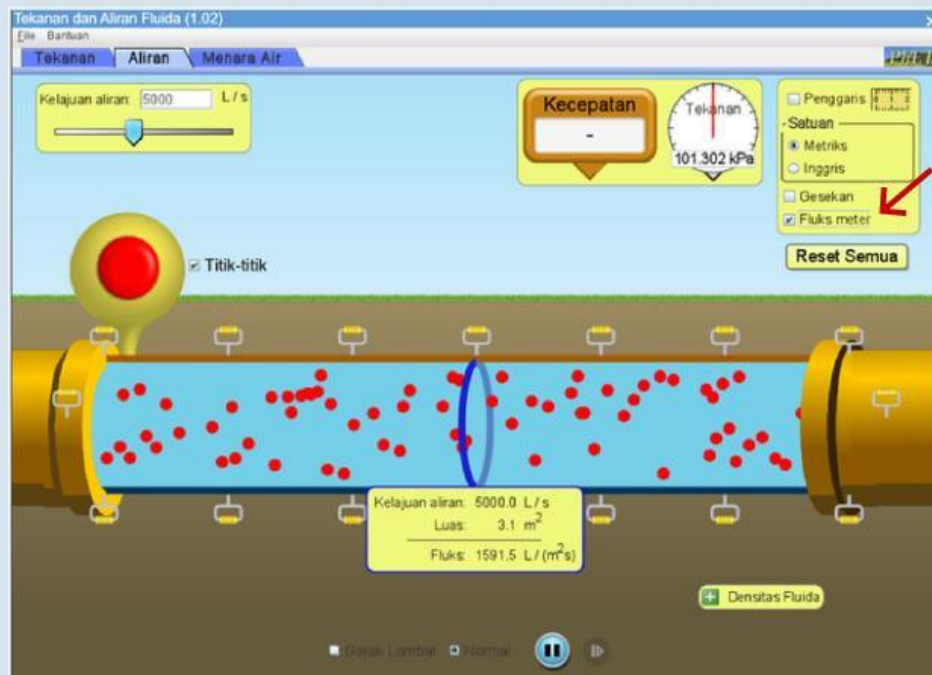 Tekanan dan Aliran Fluida (1.02)
File Bantuan
Tekanan Aliran Menara Air
Kelajuan aliran: 5000 L / s
Kecepatan
-
Tekanan
101.302 kPa
Penggaris
Satuan
Metriks
Inggris
Gesekan
Fluks meter
Reset Semua
Titik-titik
Kelajuan aliran: 5000.0 L / s
Luas: 3.1 m²
Fluks: 1591.5 L / (m²s)
Densitas Fluida
Gerak Lambat Normal